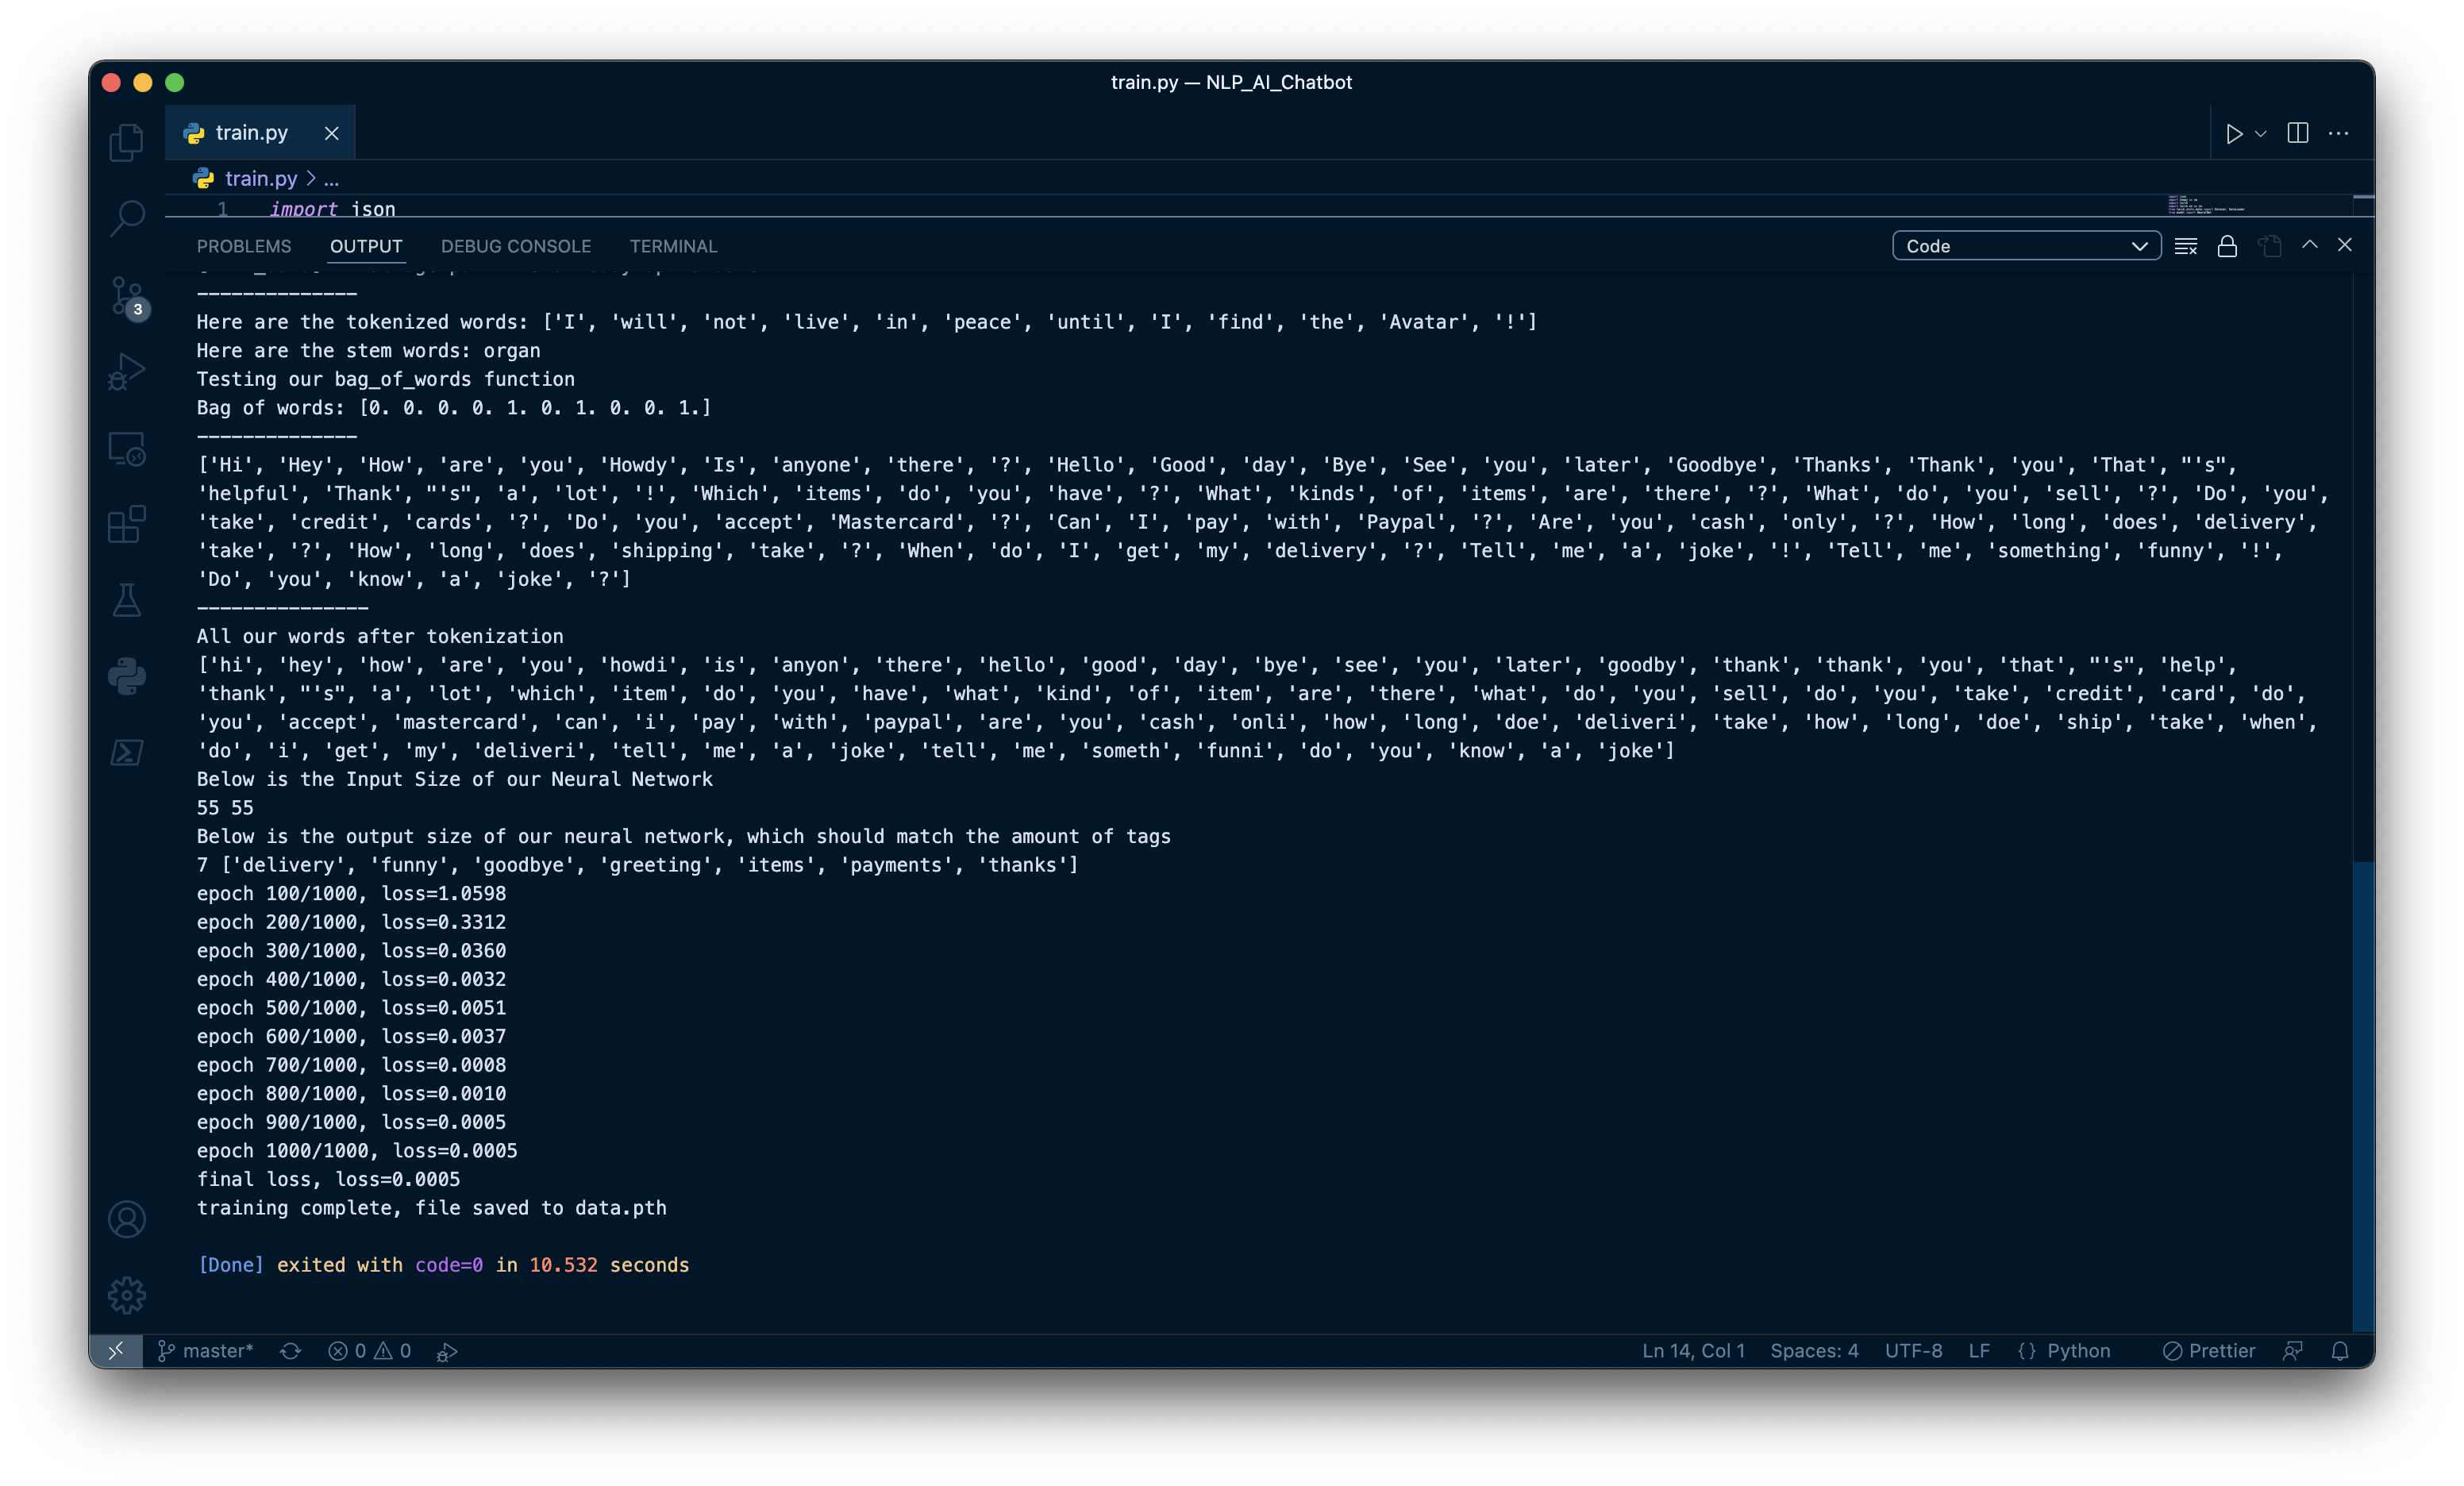 train.py — NLP_AI_Chatbot
train.py
train.py > ...
1 import json
PROBLEMS OUTPUT DEBUG CONSOLE TERMINAL Code
--------------
Here are the tokenized words: ['I', 'will', 'not', 'live', 'in', 'peace', 'until', 'I', 'find', 'the', 'Avatar', '!']
Here are the stem words: organ
Testing our bag_of_words function
Bag of words: [0. 0. 0. 0. 1. 0. 1. 0. 0. 1.]
--------------
['Hi', 'Hey', 'How', 'are', 'you', 'Howdy', 'Is', 'anyone', 'there', '?', 'Hello', 'Good', 'day', 'Bye', 'See', 'you', 'later', 'Goodbye', 'Thanks', 'Thank', 'you', 'That', "'s",
'helpful', 'Thank', "'s", 'a', 'lot', '!', 'Which', 'items', 'do', 'you', 'have', '?', 'What', 'kinds', 'of', 'items', 'are', 'there', '?', 'What', 'do', 'you', 'sell', '?', 'Do', 'you',
'take', 'credit', 'cards', '?', 'Do', 'you', 'accept', 'Mastercard', '?', 'Can', 'I', 'pay', 'with', 'Paypal', '?', 'Are', 'you', 'cash', 'only', '?', 'How', 'long', 'does', 'delivery',
'take', '?', 'How', 'long', 'does', 'shipping', 'take', '?', 'When', 'do', 'I', 'get', 'my', 'delivery', '?', 'Tell', 'me', 'a', 'joke', '!', 'Tell', 'me', 'something', 'funny', '!',
'Do', 'you', 'know', 'a', 'joke', '?']
---------------
All our words after tokenization
['hi', 'hey', 'how', 'are', 'you', 'howdi', 'is', 'anyon', 'there', 'hello', 'good', 'day', 'bye', 'see', 'you', 'later', 'goodby', 'thank', 'thank', 'you', 'that', "'s", 'help',
'thank', "'s", 'a', 'lot', 'which', 'item', 'do', 'you', 'have', 'what', 'kind', 'of', 'item', 'are', 'there', 'what', 'do', 'you', 'sell', 'do', 'you', 'take', 'credit', 'card', 'do',
'you', 'accept', 'mastercard', 'can', 'i', 'pay', 'with', 'paypal', 'are', 'you', 'cash', 'onli', 'how', 'long', 'doe', 'deliveri', 'take', 'how', 'long', 'doe', 'ship', 'take', 'when',
'do', 'i', 'get', 'my', 'deliveri', 'tell', 'me', 'a', 'joke', 'tell', 'me', 'someth', 'funni', 'do', 'you', 'know', 'a', 'joke']
Below is the Input Size of our Neural Network
55 55
Below is the output size of our neural network, which should match the amount of tags
7 ['delivery', 'funny', 'goodbye', 'greeting', 'items', 'payments', 'thanks']
epoch 100/1000, loss=1.0598
epoch 200/1000, loss=0.3312
epoch 300/1000, loss=0.0360
epoch 400/1000, loss=0.0032
epoch 500/1000, loss=0.0051
epoch 600/1000, loss=0.0037
epoch 700/1000, loss=0.0008
epoch 800/1000, loss=0.0010
epoch 900/1000, loss=0.0005
epoch 1000/1000, loss=0.0005
final loss, loss=0.0005
training complete, file saved to data.pth
[Done] exited with code=0 in 10.532 seconds
3
master* 0 0 Ln 14, Col 1 Spaces: 4 UTF-8 LF {} Python Prettier